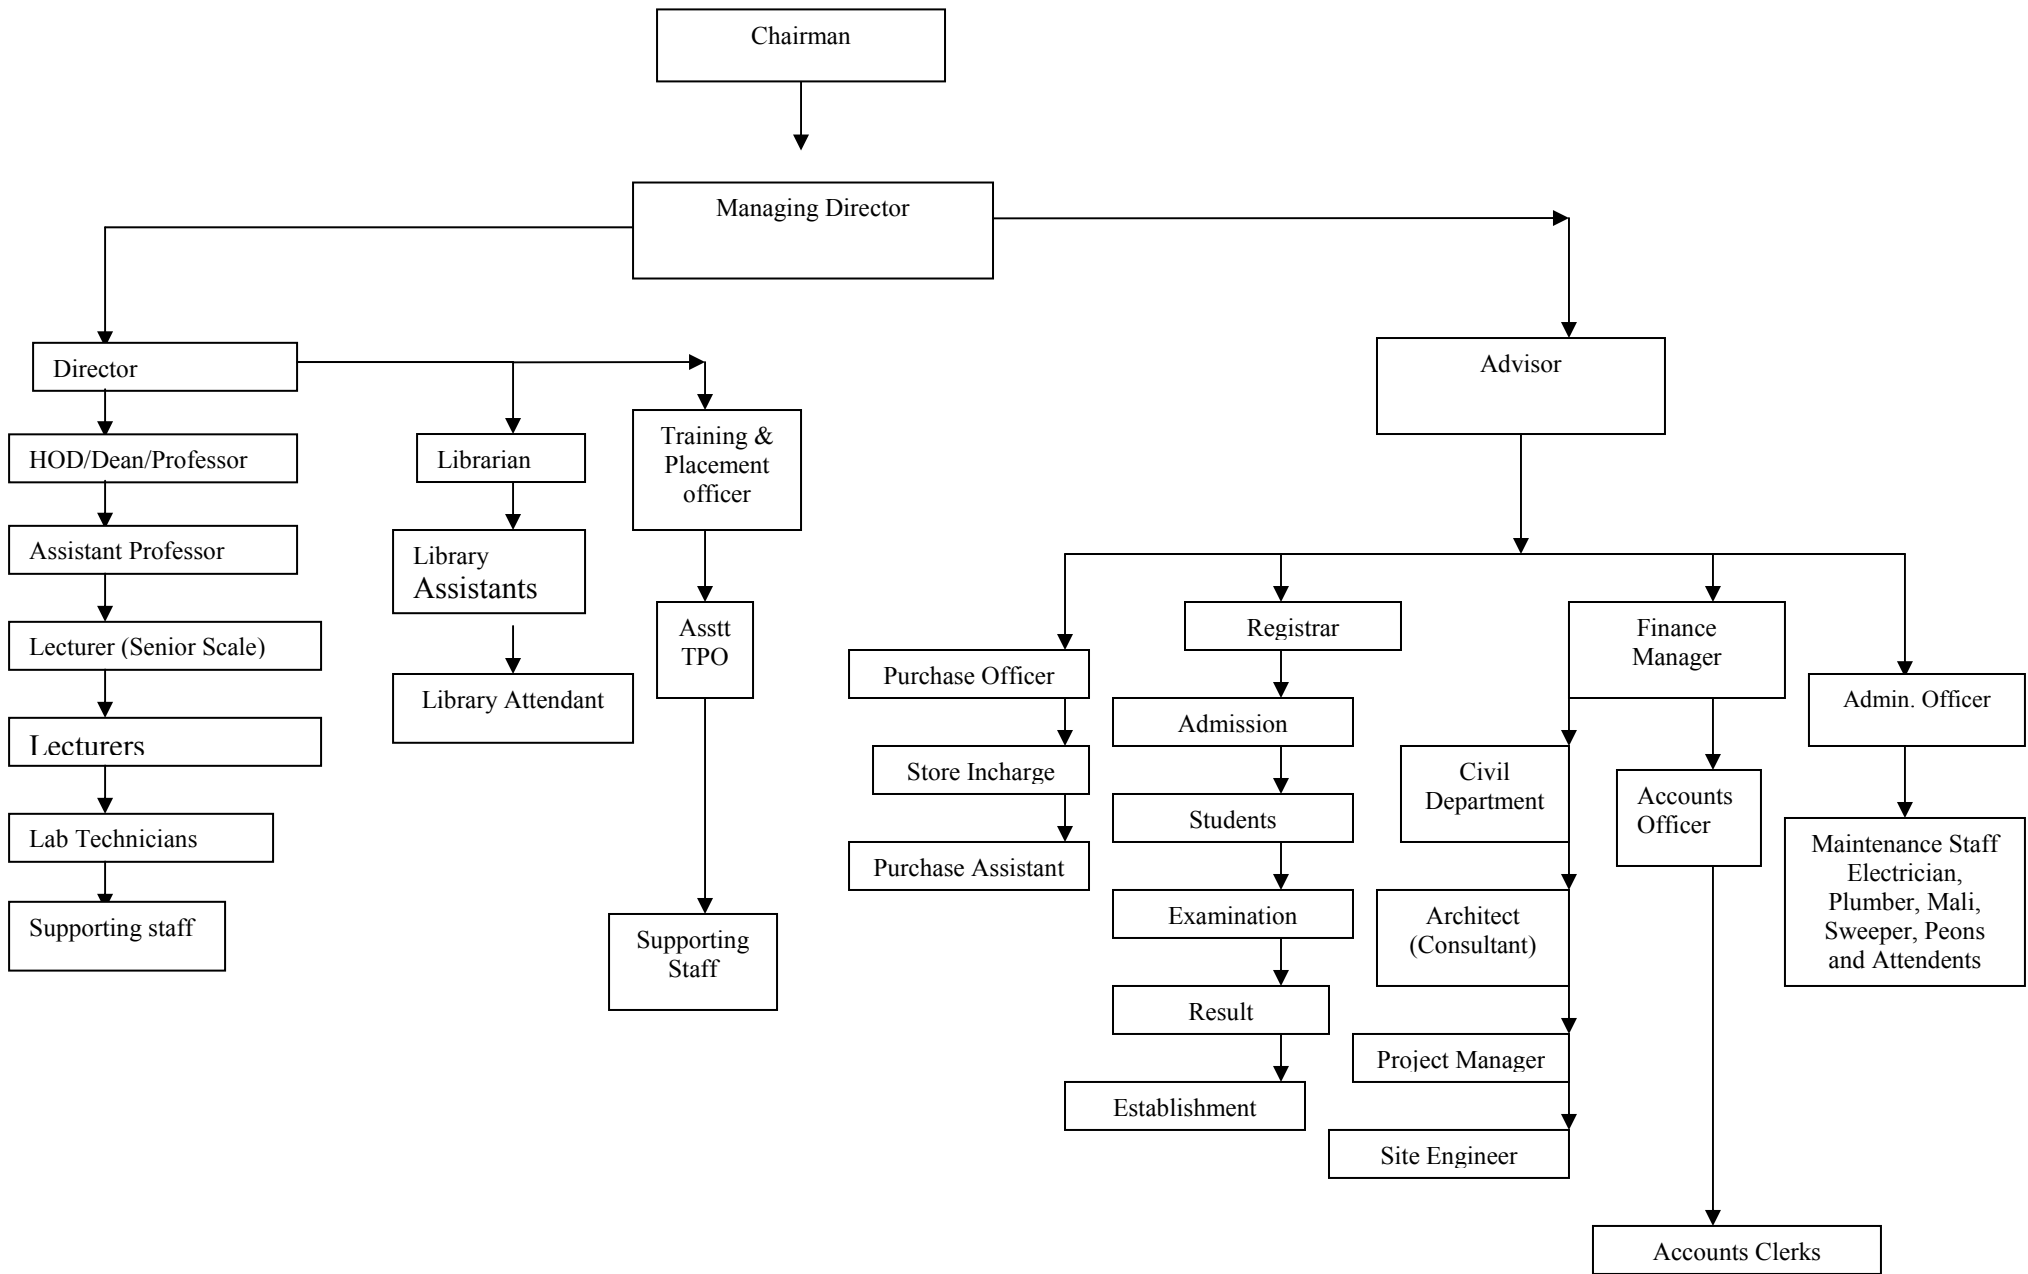 Chairman
Managing Director
Director
Advisor
HOD/Dean/Professor
Librarian
Training &
Placement
officer
Assistant Professor
Library
Assistants
Lecturer (Senior Scale)
Asstt
TPO
Registrar
Finance
Manager
Purchase Officer
Library Attendant
Admin. Officer
Lecturers
Admission
Store Incharge
Civil
Department
Accounts
Officer
Lab Technicians
Students
Purchase Assistant
Maintenance Staff
Electrician,
Plumber, Mali,
Sweeper, Peons
and Attendents
Supporting staff
Supporting
Staff
Examination
Architect
(Consultant)
Result
Project Manager
Establishment
Site Engineer
Accounts Clerks